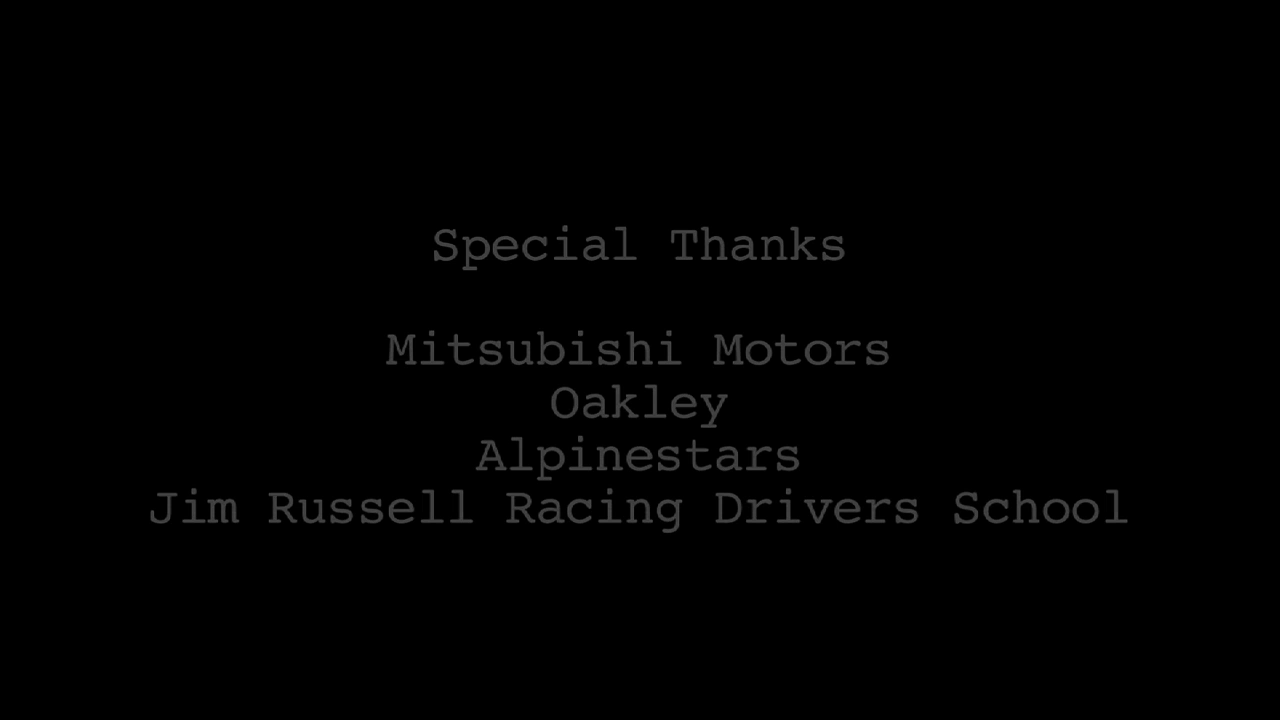 Special Thanks
Mitsubishi Motors
Oakley
Alpinestars
Jim Russell Racing Drivers School